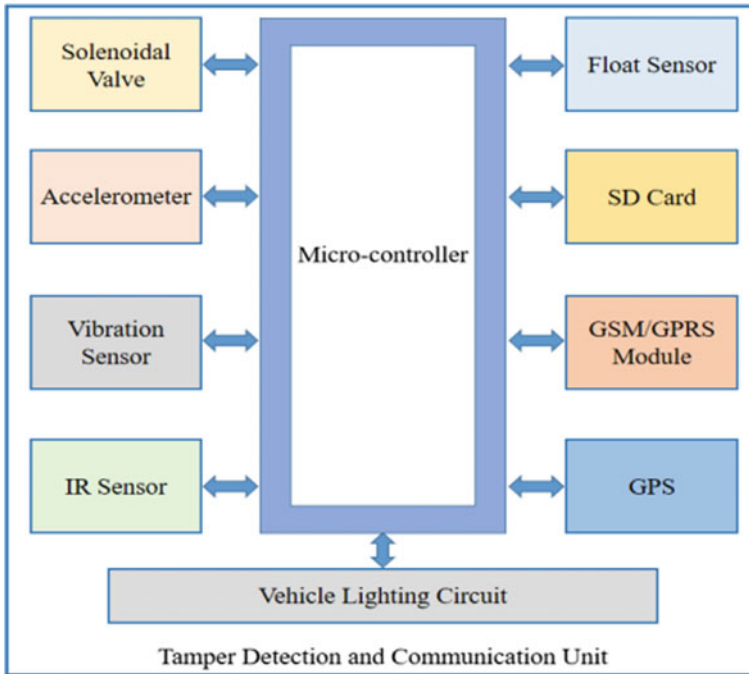 Solenoidal
Valve
Float Sensor
Accelerometer
SD Card
Micro-controller
Vibration
Sensor
GSM/GPRS
Module
IR Sensor
GPS
Vehicle Lighting Circuit
Tamper Detection and Communication Unit